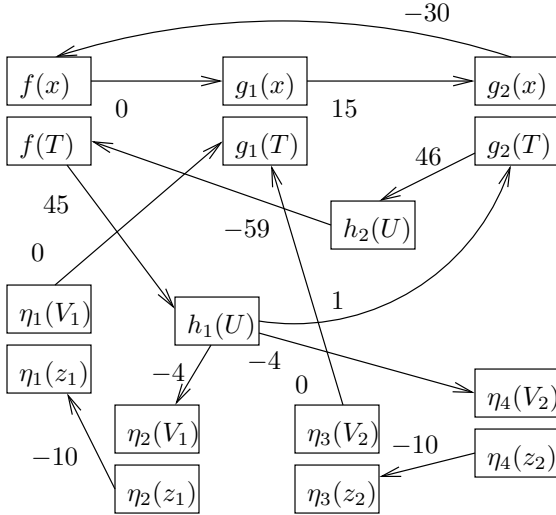 −30
f(x) g₁(x) g₂(x)
0 15
f(T) g₁(T) g₂(T)
46
45
−59 h₂(U)
0
η₁(V₁) h₁(U) 1
−4 −4
η₁(z₁) 0
η₂(V₁) η₃(V₂) η₄(V₂)
−10 −10
η₂(z₁) η₃(z₂) η₄(z₂)